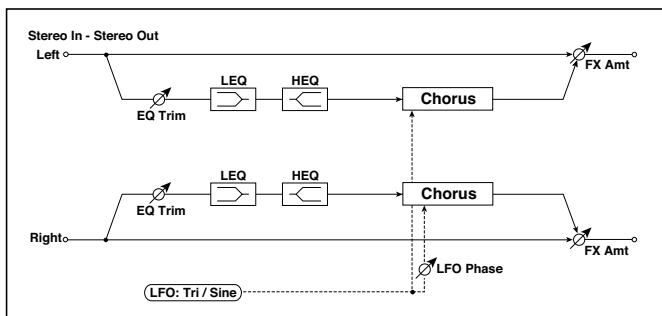 Stereo In - Stereo Out
Left
FX Amt
LEQ
HEQ
EQ Trim
Chorus
LEQ
HEQ
EQ Trim
Chorus
Right
FX Amt
LFO Phase
LFO: Tri / Sine